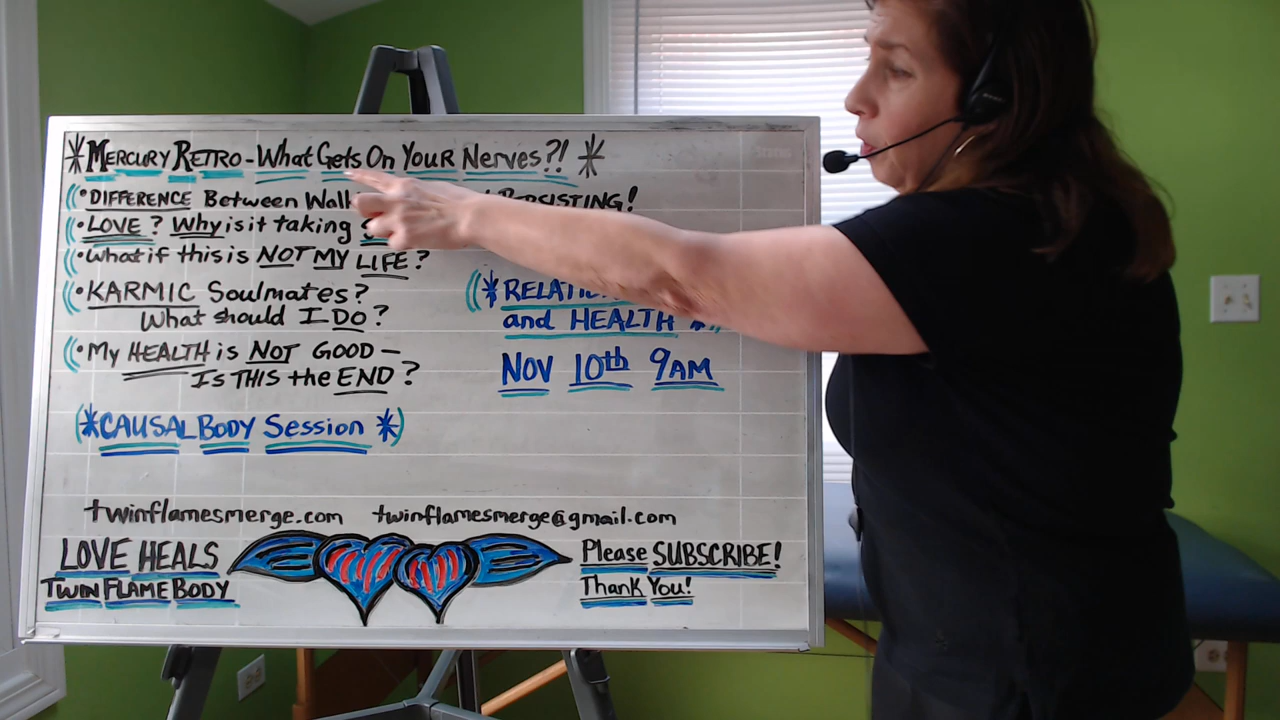 *MERCURY RETRO - What Gets On YOUR Nerves?!*
• DIFFERENCE Between PERSISTING!
• LOVE? Why is it taking
• What if this is NOT MY LIFE?
• KARMIC Soulmates?
What should I DO?
• My HEALTH is NOT GOOD —
Is THIS the END?
*CAUSAL BODY Session*
and HEALTH *
Nov 10th 9AM
twinflamesmerge.com twinflamesmerge@gmail.com
LOVE HEALS
TWIN FLAME BODY
Please SUBSCRIBE!
Thank You!